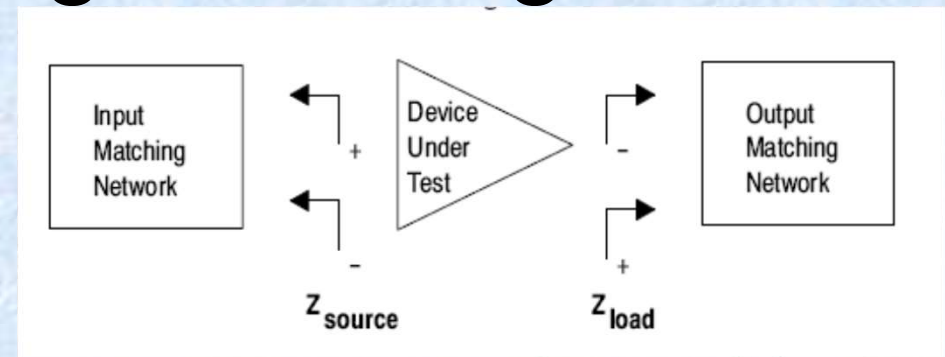 Input
Matching
Network
Device
Under
Test
Output
Matching
Network
+
−
−
+
Z source
Z load